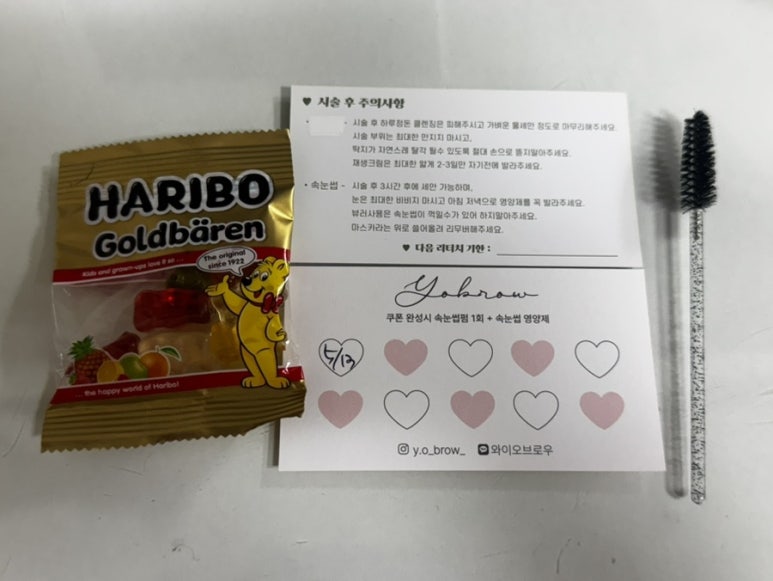 HARIBO
Goldbären
The original
since 1922
Kids and grown-ups love it so ...
... the happy world of Haribo!
♥ 시술 후 주의사항
- 시술 후 하루정돈 클렌징은 피해주시고 가벼운 물세안 정도로 마무리해주세요.
시술 부위는 최대한 만지지 마시고,
딱지가 자연스레 탈각 될수 있도록 절대 손으로 뜯지말아주세요.
재생크림은 최대한 얇게 2-3일만 자기전에 발라주세요.
· 속눈썹 - 시술 후 3시간 후에 세안 가능하며,
눈은 최대한 비비지 마시고 아침 저녁으로 영양제를 꼭 발라주세요.
뷰러사용은 속눈썹이 꺽일수가 있어 하지말아주세요.
마스카라는 위로 쓸어올려 리무버해주세요.
♥ 다음 리터치 기한 :
Yobrow
쿠폰 완성시 속눈썹펌 1회 + 속눈썹 영양제
5/13
y.o_brow_ 와이오브로우